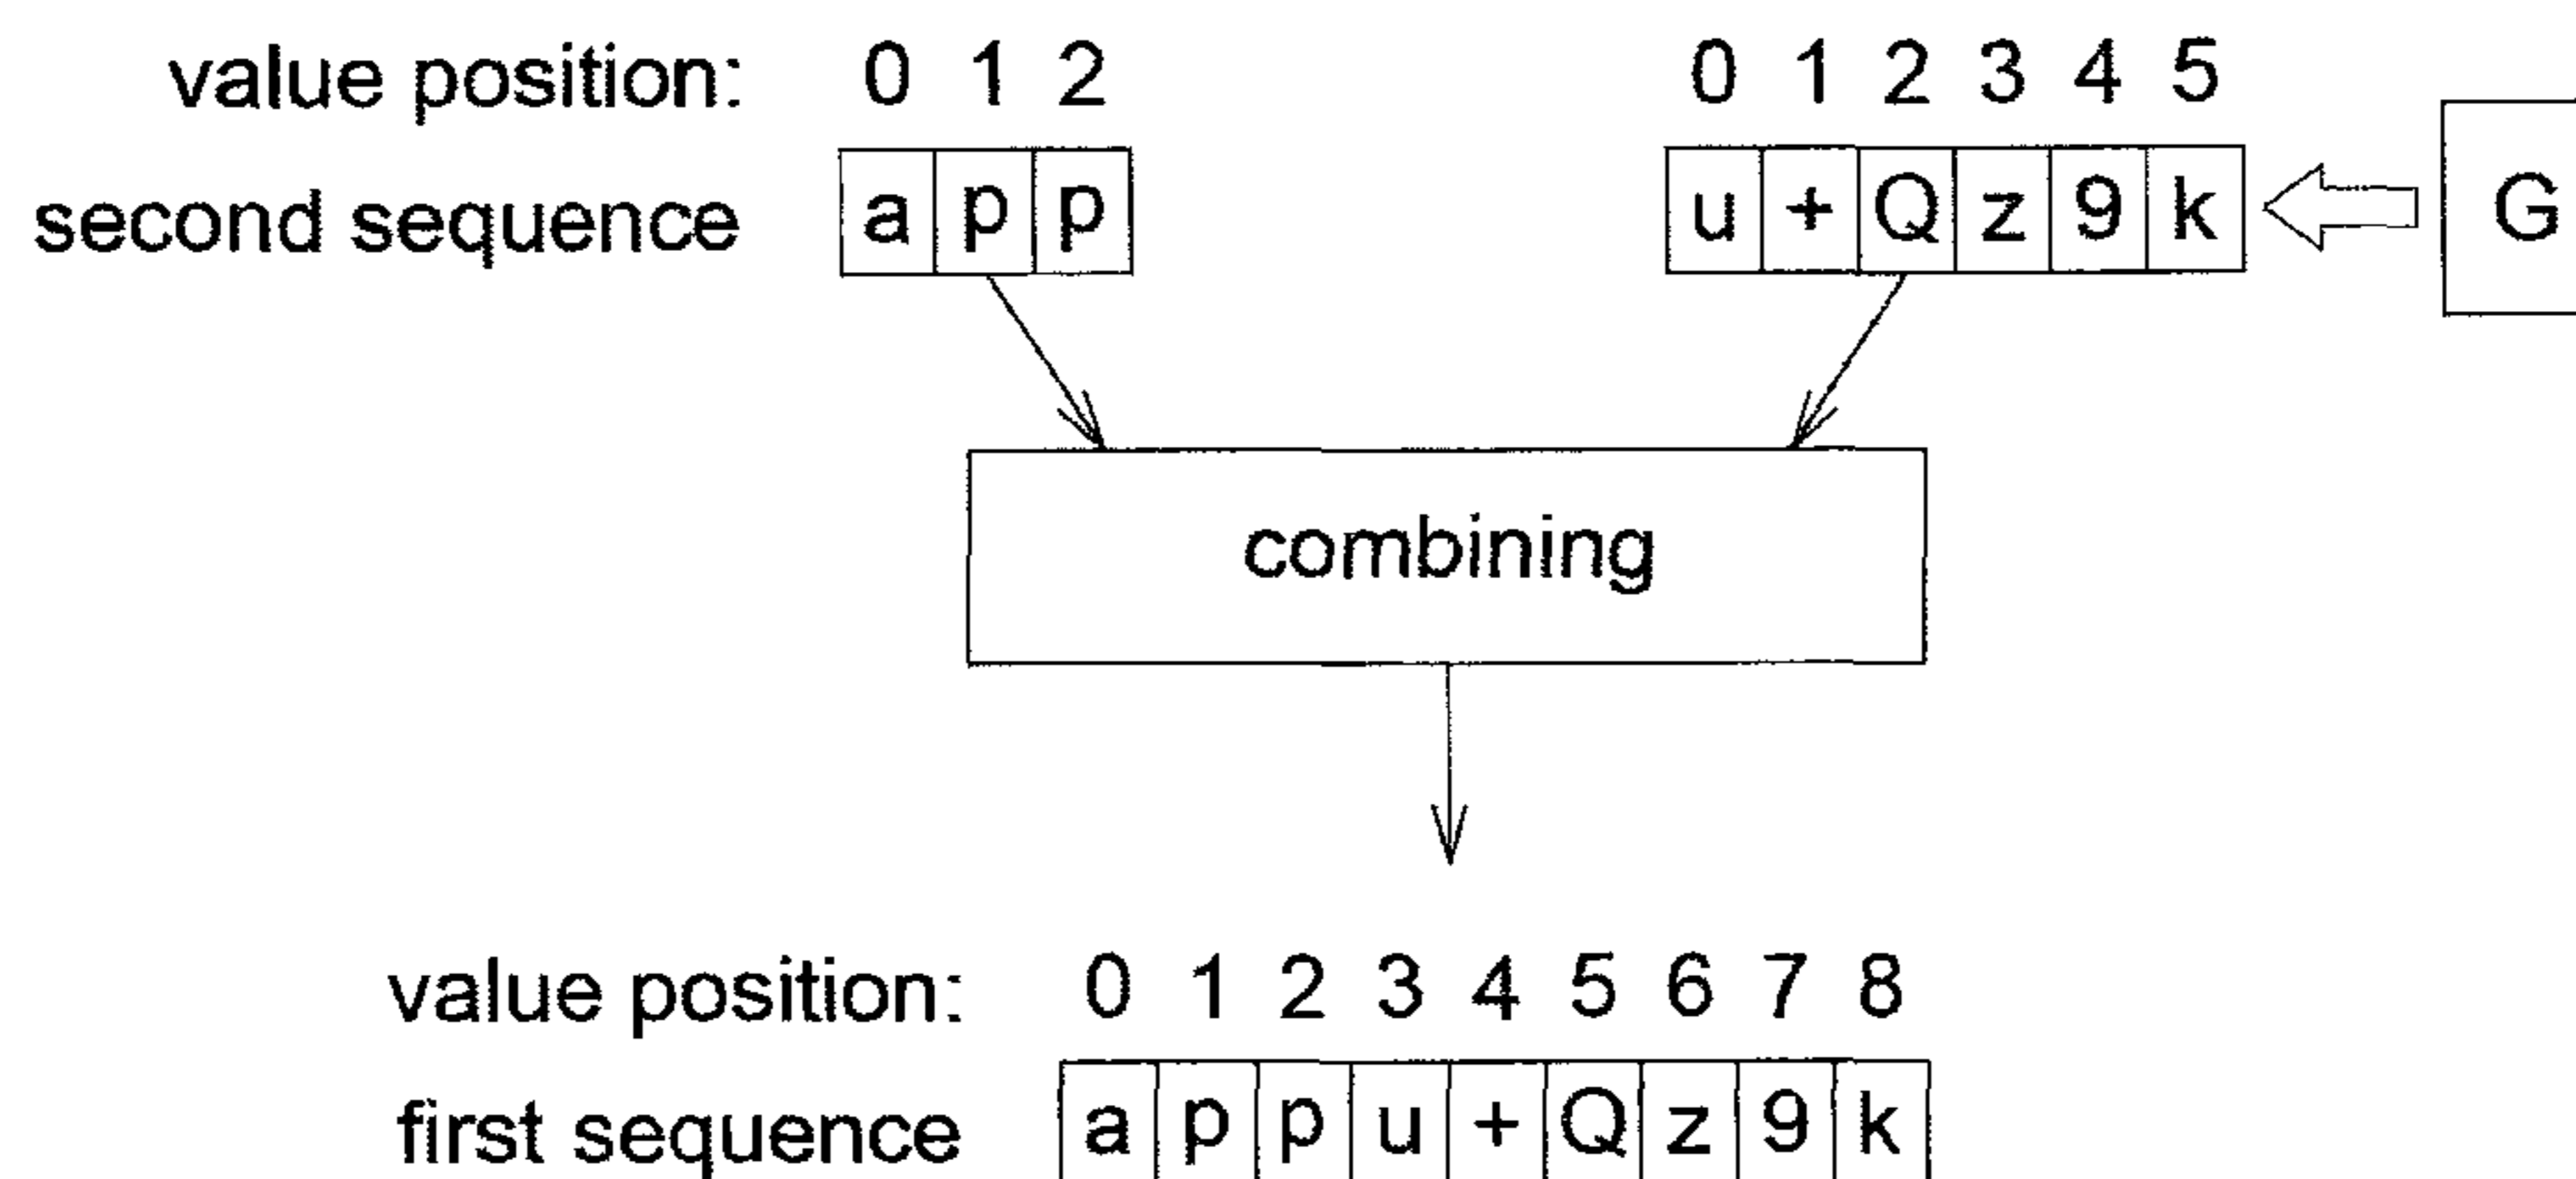 value position: 0 1 2 0 1 2 3 4 5
second sequence a p p u + Q z 9 k G
combining
value position: 0 1 2 3 4 5 6 7 8
first sequence a p p u + Q z 9 k